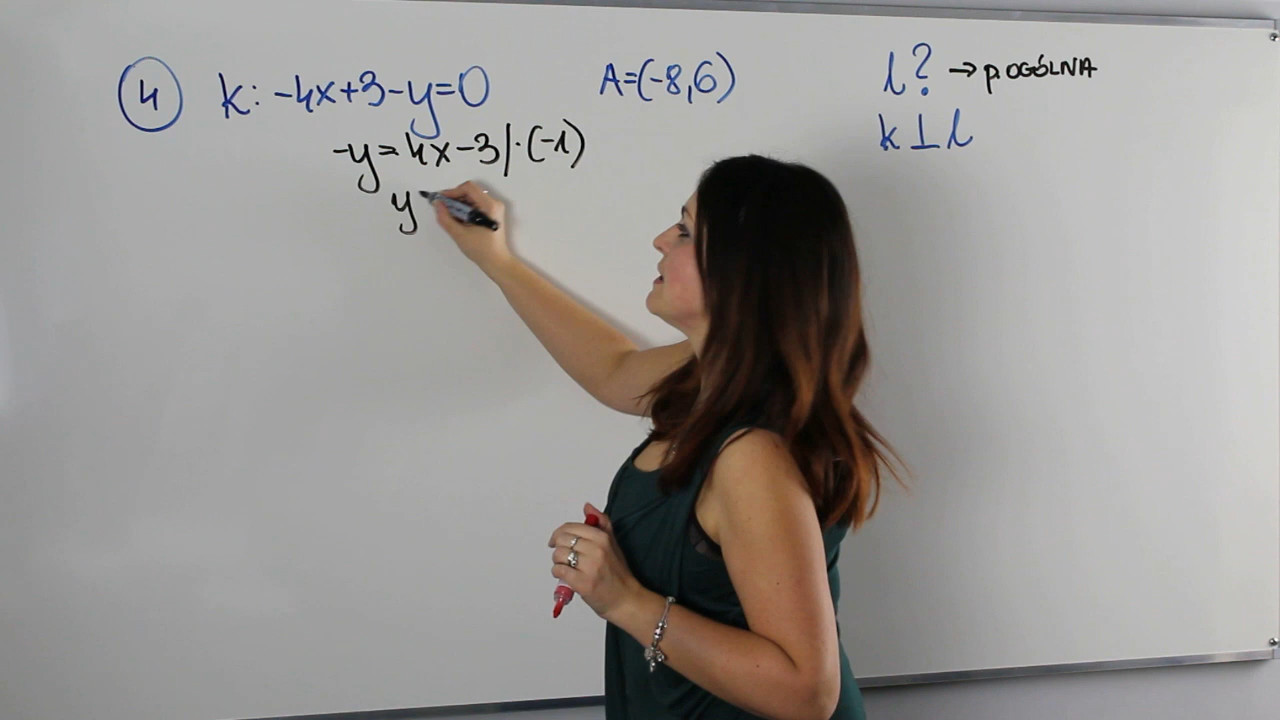 4 k: -4x+3-y=0 A=(-8,6) l? → p.OGÓLNA
-y=4x-3|·(-1) k⊥l
y